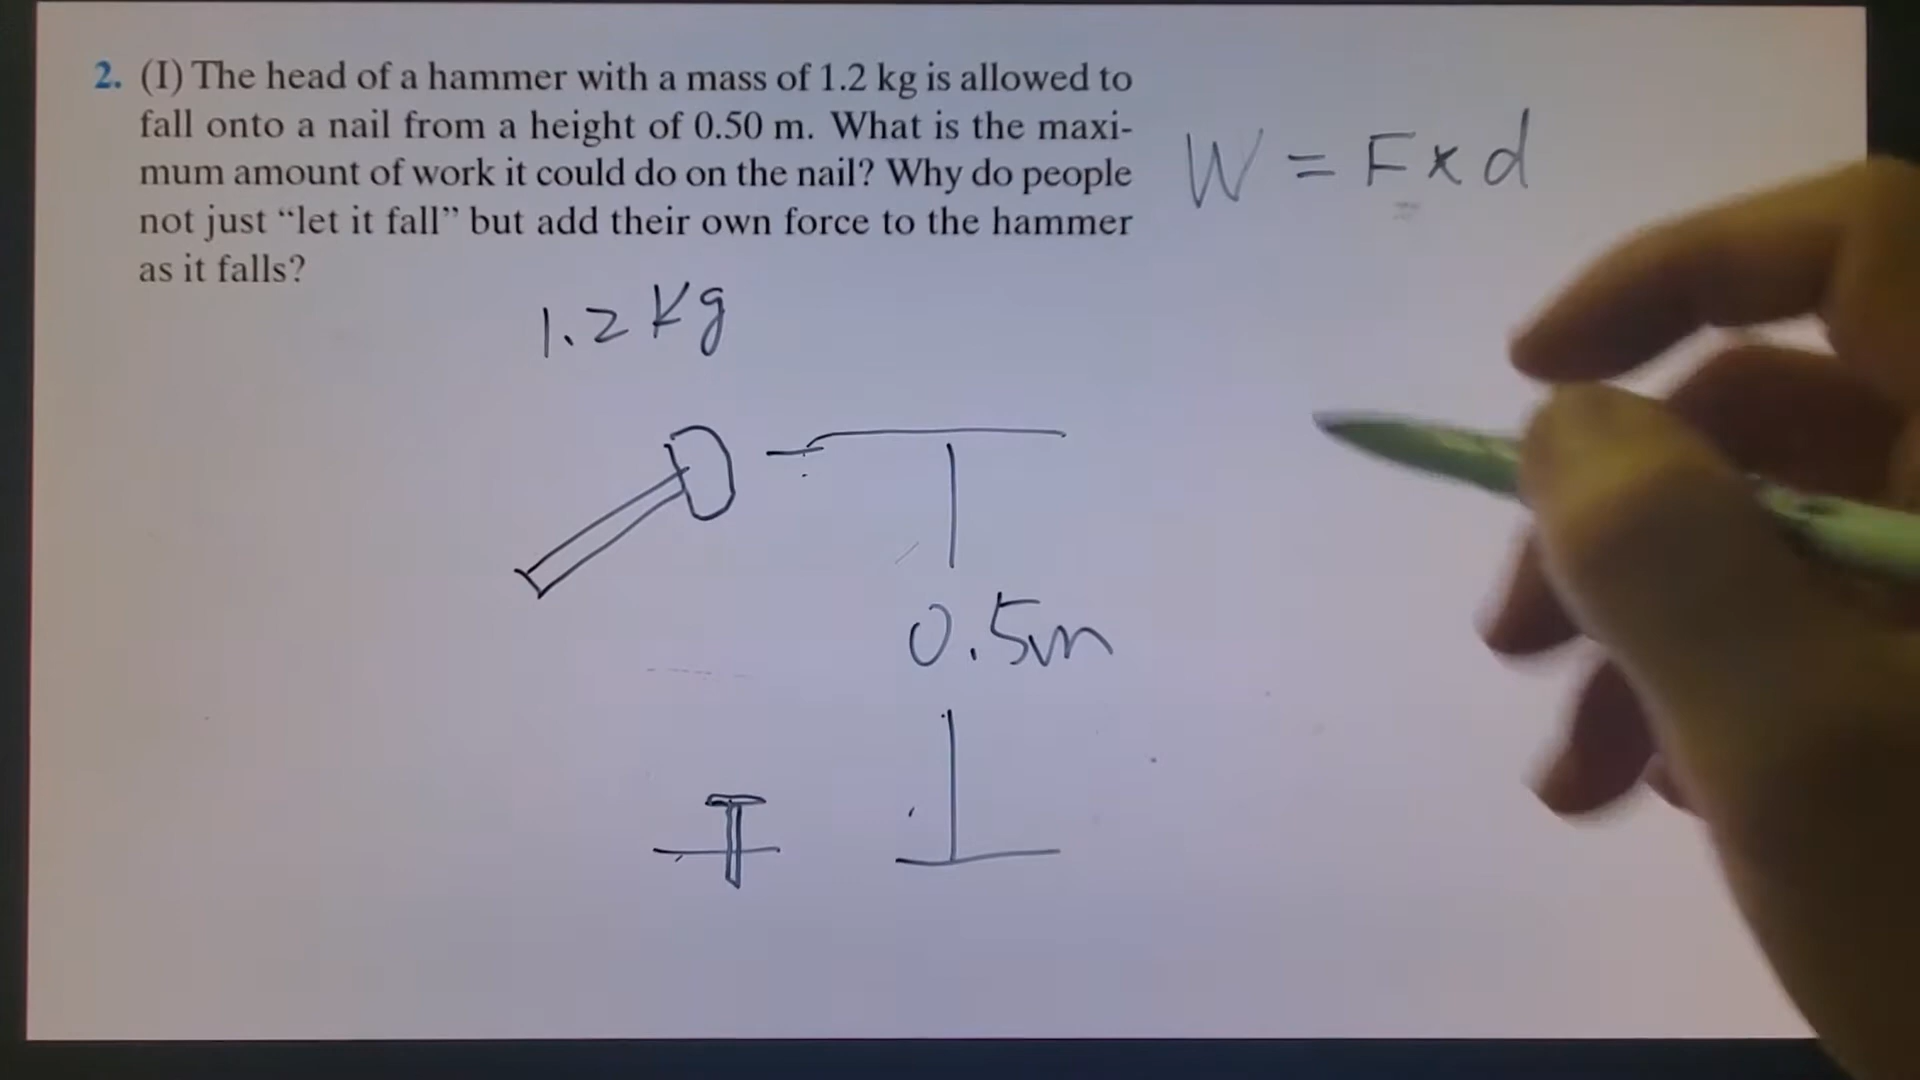 2. (I) The head of a hammer with a mass of 1.2 kg is allowed to
fall onto a nail from a height of 0.50 m. What is the maxi-
mum amount of work it could do on the nail? Why do people
not just “let it fall” but add their own force to the hammer
as it falls?
W = F x d
1.2 Kg
0.5m